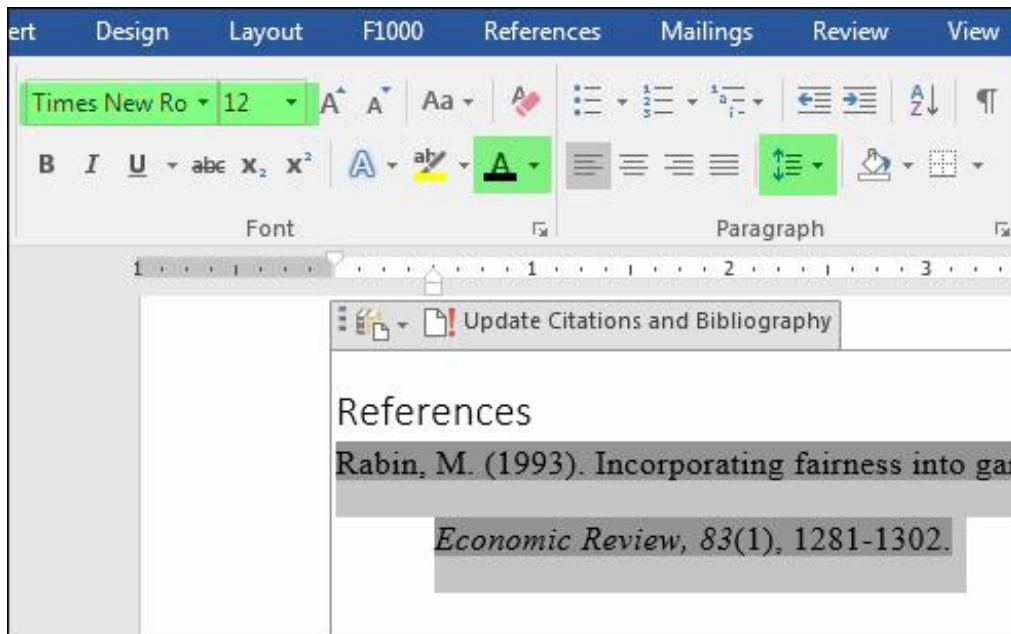 ert Design Layout F1000 References Mailings Review View
Times New Ro 12 A A Aa A Z ¶
B I U abc X₂ X² A ab A
Font Paragraph
1 1 2 3
Update Citations and Bibliography
References
Rabin, M. (1993). Incorporating fairness into ga
Economic Review, 83(1), 1281-1302.